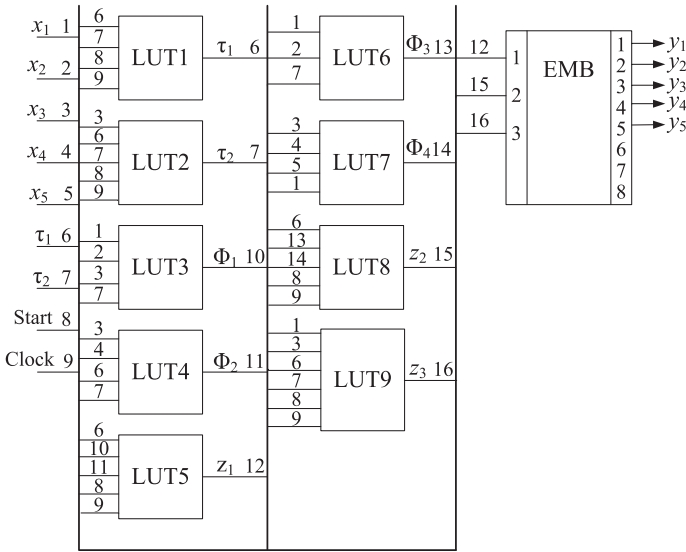 x1 1
x2 2
x3 3
x4 4
x5 5
τ1 6
τ2 7
Start 8
Clock 9
6
7
8
9
LUT1
τ1 6
3
6
7
8
9
LUT2
τ2 7
1
2
3
7
LUT3
Φ1 10
3
4
6
7
LUT4
Φ2 11
6
10
11
8
9
LUT5
z1 12
1
2
7
LUT6
Φ3 13
3
4
5
1
LUT7
Φ4 14
6
13
14
8
9
LUT8
z2 15
1
3
6
7
8
9
LUT9
z3 16
12
15
16
1
2
3
EMB
1
2
3
4
5
6
7
8
y1
y2
y3
y4
y5